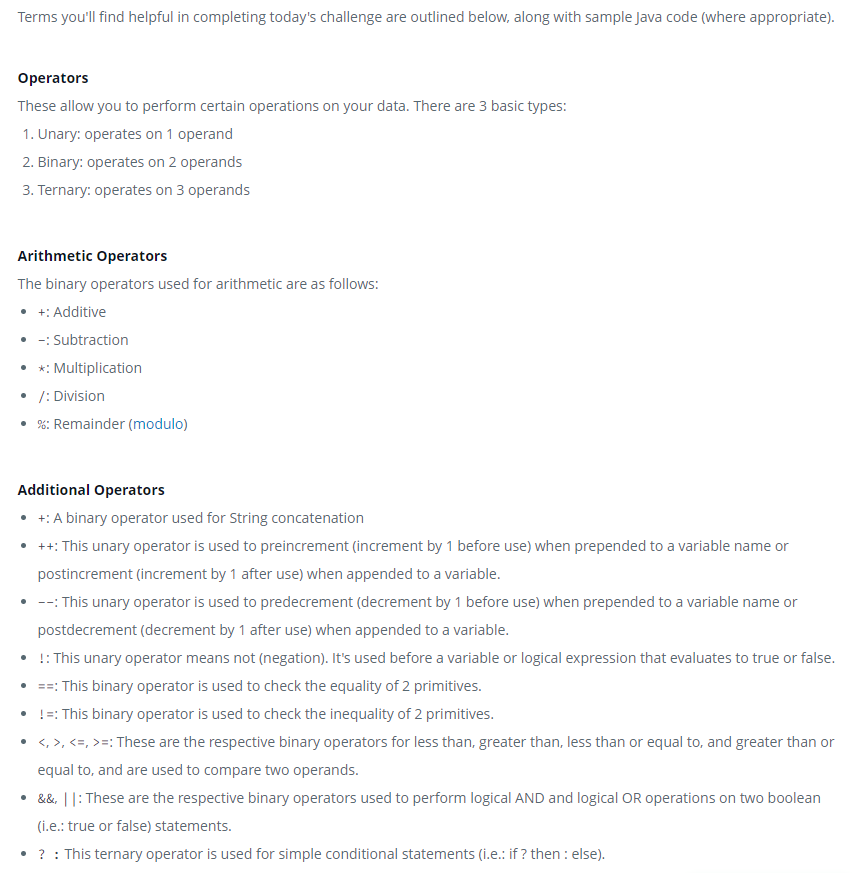 Terms you'll find helpful in completing today's challenge are outlined below, along with sample Java code (where appropriate).
Operators
These allow you to perform certain operations on your data. There are 3 basic types:
1. Unary: operates on 1 operand
2. Binary: operates on 2 operands
3. Ternary: operates on 3 operands
Arithmetic Operators
The binary operators used for arithmetic are as follows:
• +: Additive
• -: Subtraction
• *: Multiplication
• /: Division
• %: Remainder (modulo)
Additional Operators
• +: A binary operator used for String concatenation
• ++: This unary operator is used to preincrement (increment by 1 before use) when prepended to a variable name or
postincrement (increment by 1 after use) when appended to a variable.
• --: This unary operator is used to predecrement (decrement by 1 before use) when prepended to a variable name or
postdecrement (decrement by 1 after use) when appended to a variable.
• !: This unary operator means not (negation). It's used before a variable or logical expression that evaluates to true or false.
• ==: This binary operator is used to check the equality of 2 primitives.
• !=: This binary operator is used to check the inequality of 2 primitives.
• <, >, <=, >=: These are the respective binary operators for less than, greater than, less than or equal to, and greater than or
equal to, and are used to compare two operands.
• &&, ||: These are the respective binary operators used to perform logical AND and logical OR operations on two boolean
(i.e.: true or false) statements.
• ? : This ternary operator is used for simple conditional statements (i.e.: if ? then : else).